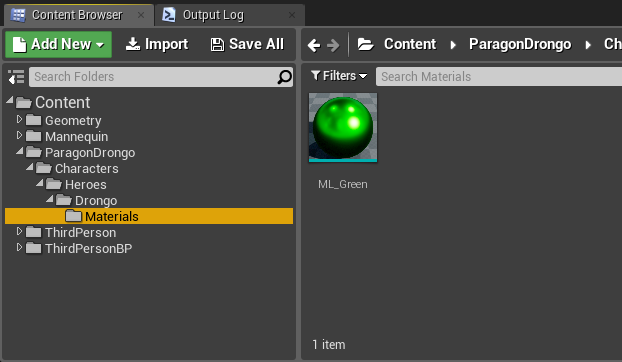 Content Browser
Output Log
Add New
Import
Save All
Content
ParagonDrongo
Ch
Search Folders
Filters
Search Materials
Content
Geometry
Mannequin
ParagonDrongo
Characters
Heroes
Drongo
Materials
ThirdPerson
ThirdPersonBP
ML_Green
1 item